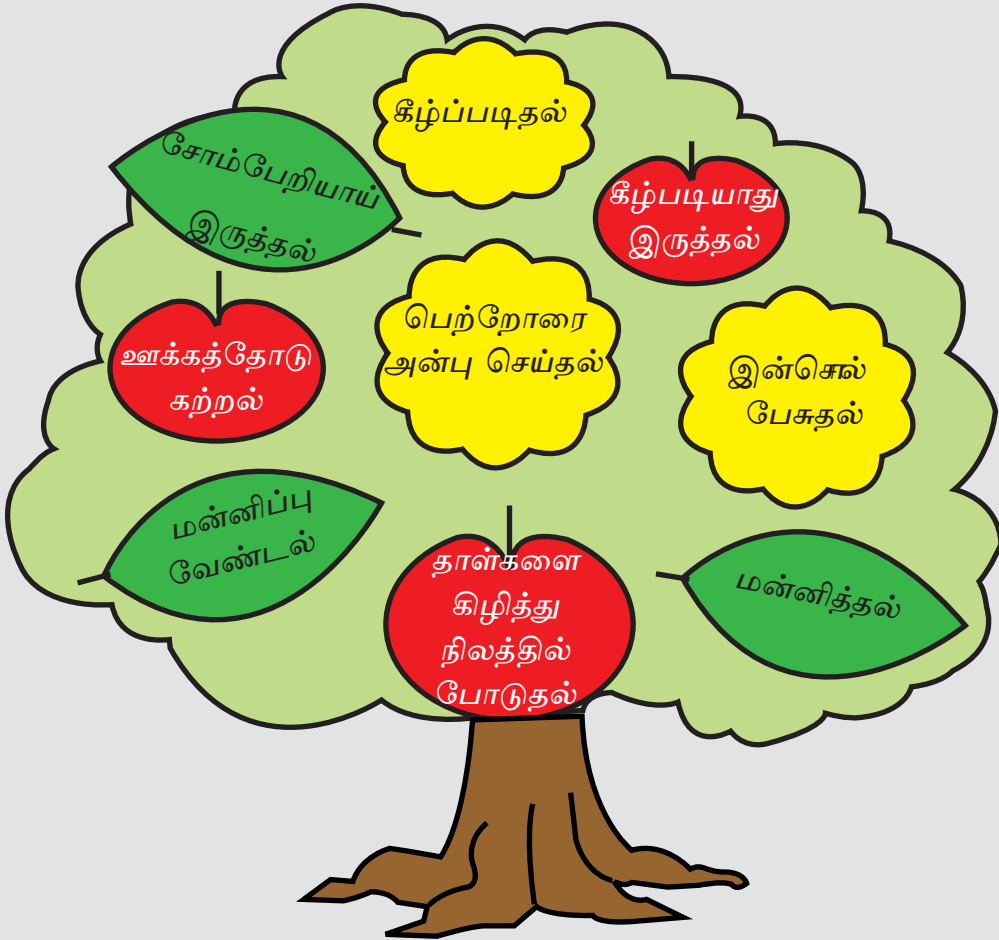 கீழ்ப்படிதல்
சோம்பேறியாய்
இருத்தல்
கீழ்படியாது
இருத்தல்
பெற்றோரை
அன்பு செய்தல்
ஊக்கத்தோடு
கற்றல்
இன்சொல்
பேசுதல்
மன்னிப்பு
வேண்டல்
தாள்களை
கிழித்து
நிலத்தில்
போடுதல்
மன்னித்தல்